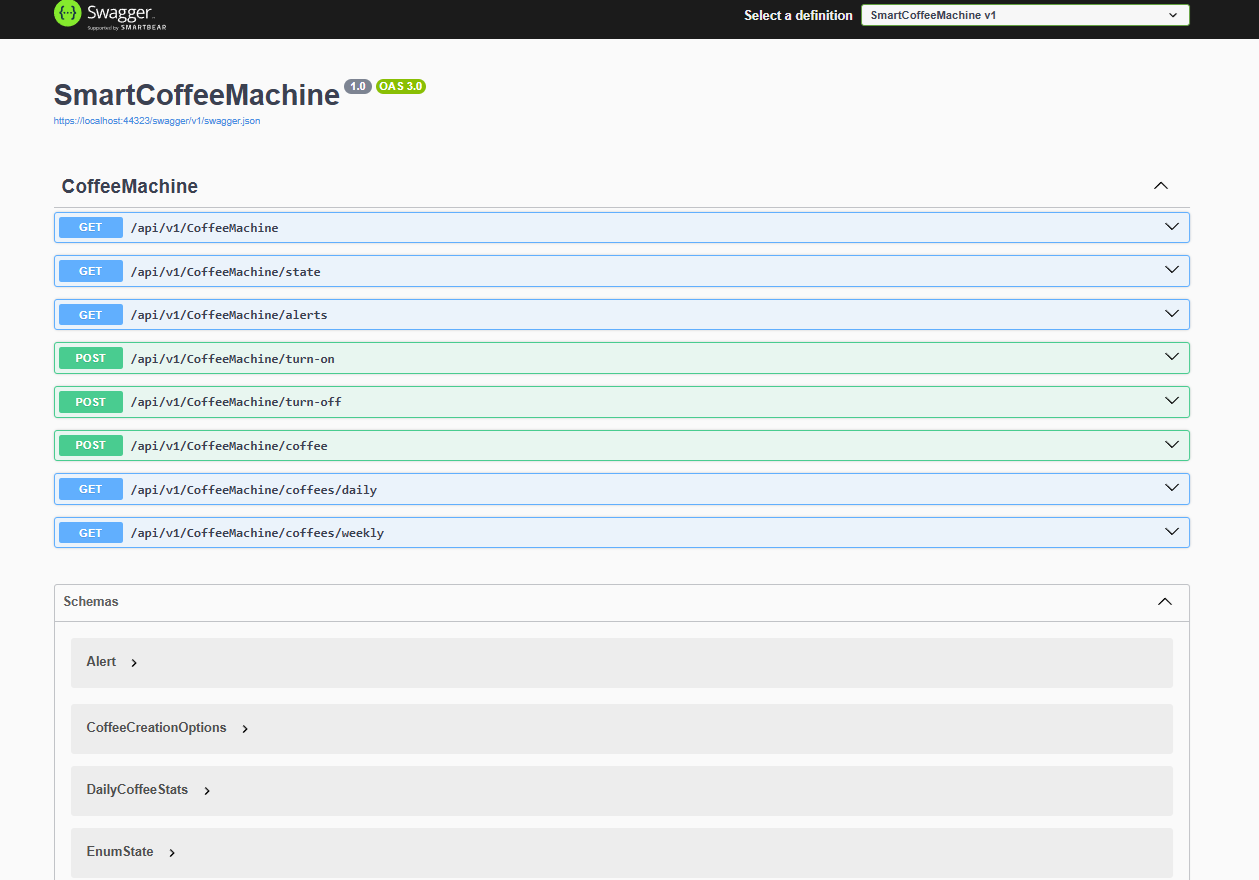 Swagger
Supported by SMARTBEAR
Select a definition
SmartCoffeeMachine v1
SmartCoffeeMachine 1.0 OAS 3.0
https://localhost:44323/swagger/v1/swagger.json
CoffeeMachine
GET /api/v1/CoffeeMachine
GET /api/v1/CoffeeMachine/state
GET /api/v1/CoffeeMachine/alerts
POST /api/v1/CoffeeMachine/turn-on
POST /api/v1/CoffeeMachine/turn-off
POST /api/v1/CoffeeMachine/coffee
GET /api/v1/CoffeeMachine/coffees/daily
GET /api/v1/CoffeeMachine/coffees/weekly
Schemas
Alert
CoffeeCreationOptions
DailyCoffeeStats
EnumState